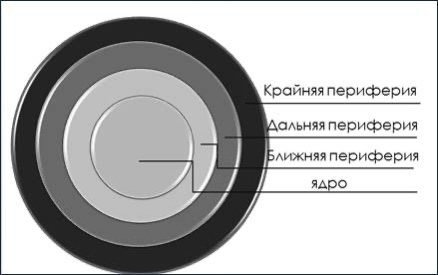 Крайняя периферия
Дальняя периферия
Ближняя периферия
ядро